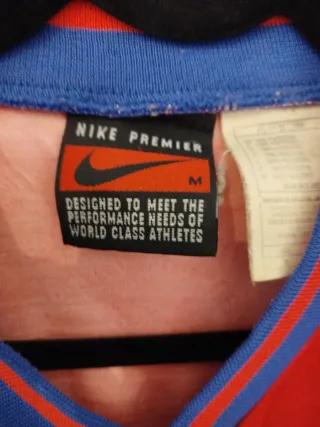 NIKE PREMIER
M
DESIGNED TO MEET THE
PERFORMANCE NEEDS OF
WORLD CLASS ATHLETES